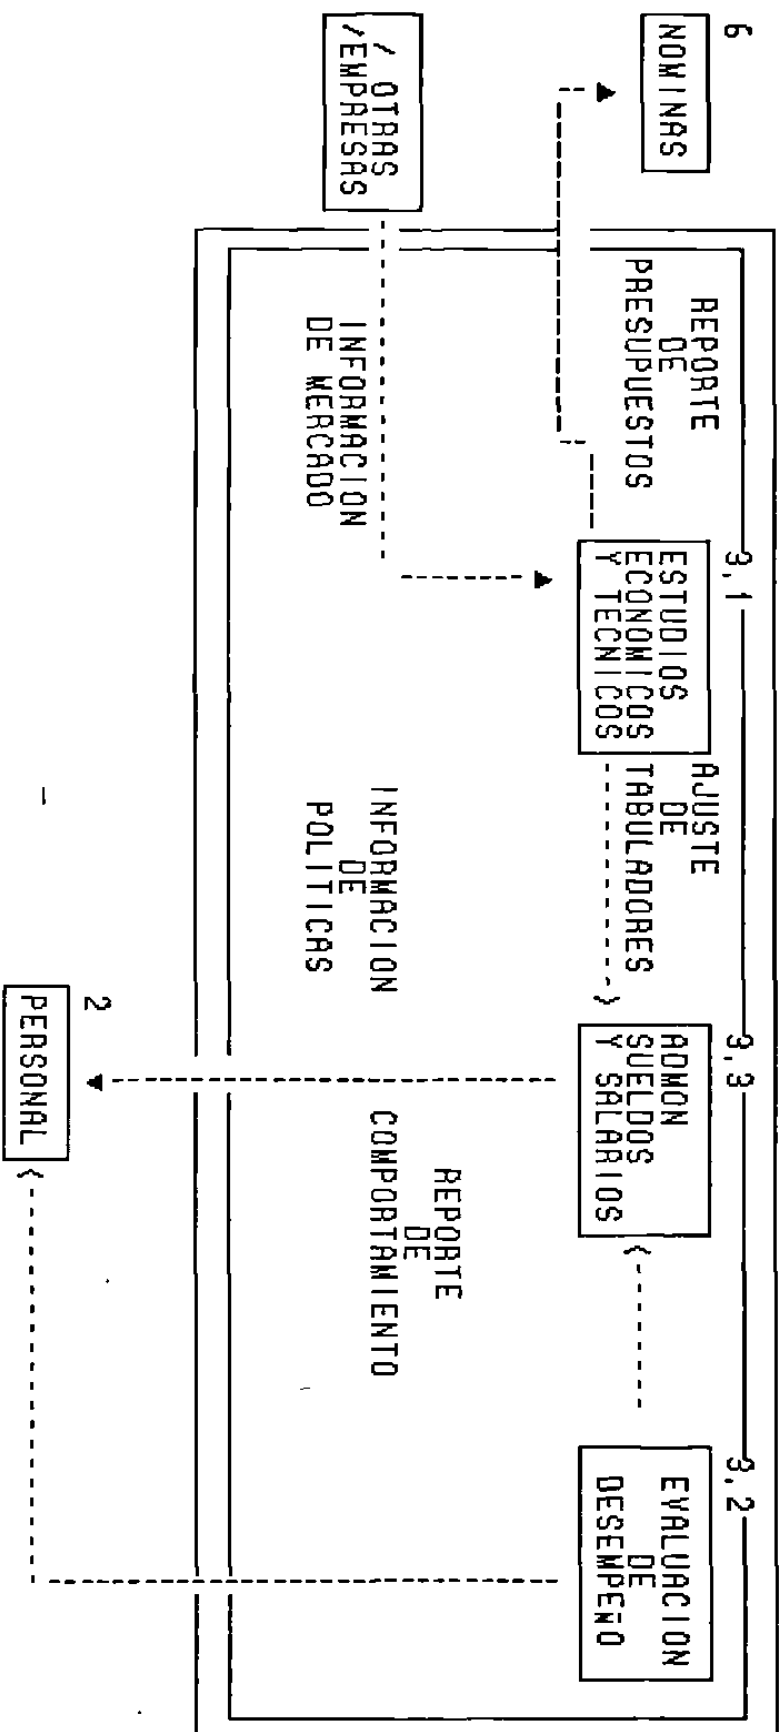 6
NOMINAS
REPORTE
DE
PRESUPUESTOS
3,1
ESTUDIOS
ECONOMICOS
Y TECNICOS
AJUSTE
DE
TABULADORES
3,3
ADMON
SUELDOS
Y SALARIOS
3,2
EVALUACION
DE
DESEMPEÑO
/ OTRAS
/EMPRESAS
INFORMACION
DE MERCADO
INFORMACION
DE
POLITICAS
REPORTE
DE
COMPORTAMIENTO
2
PERSONAL